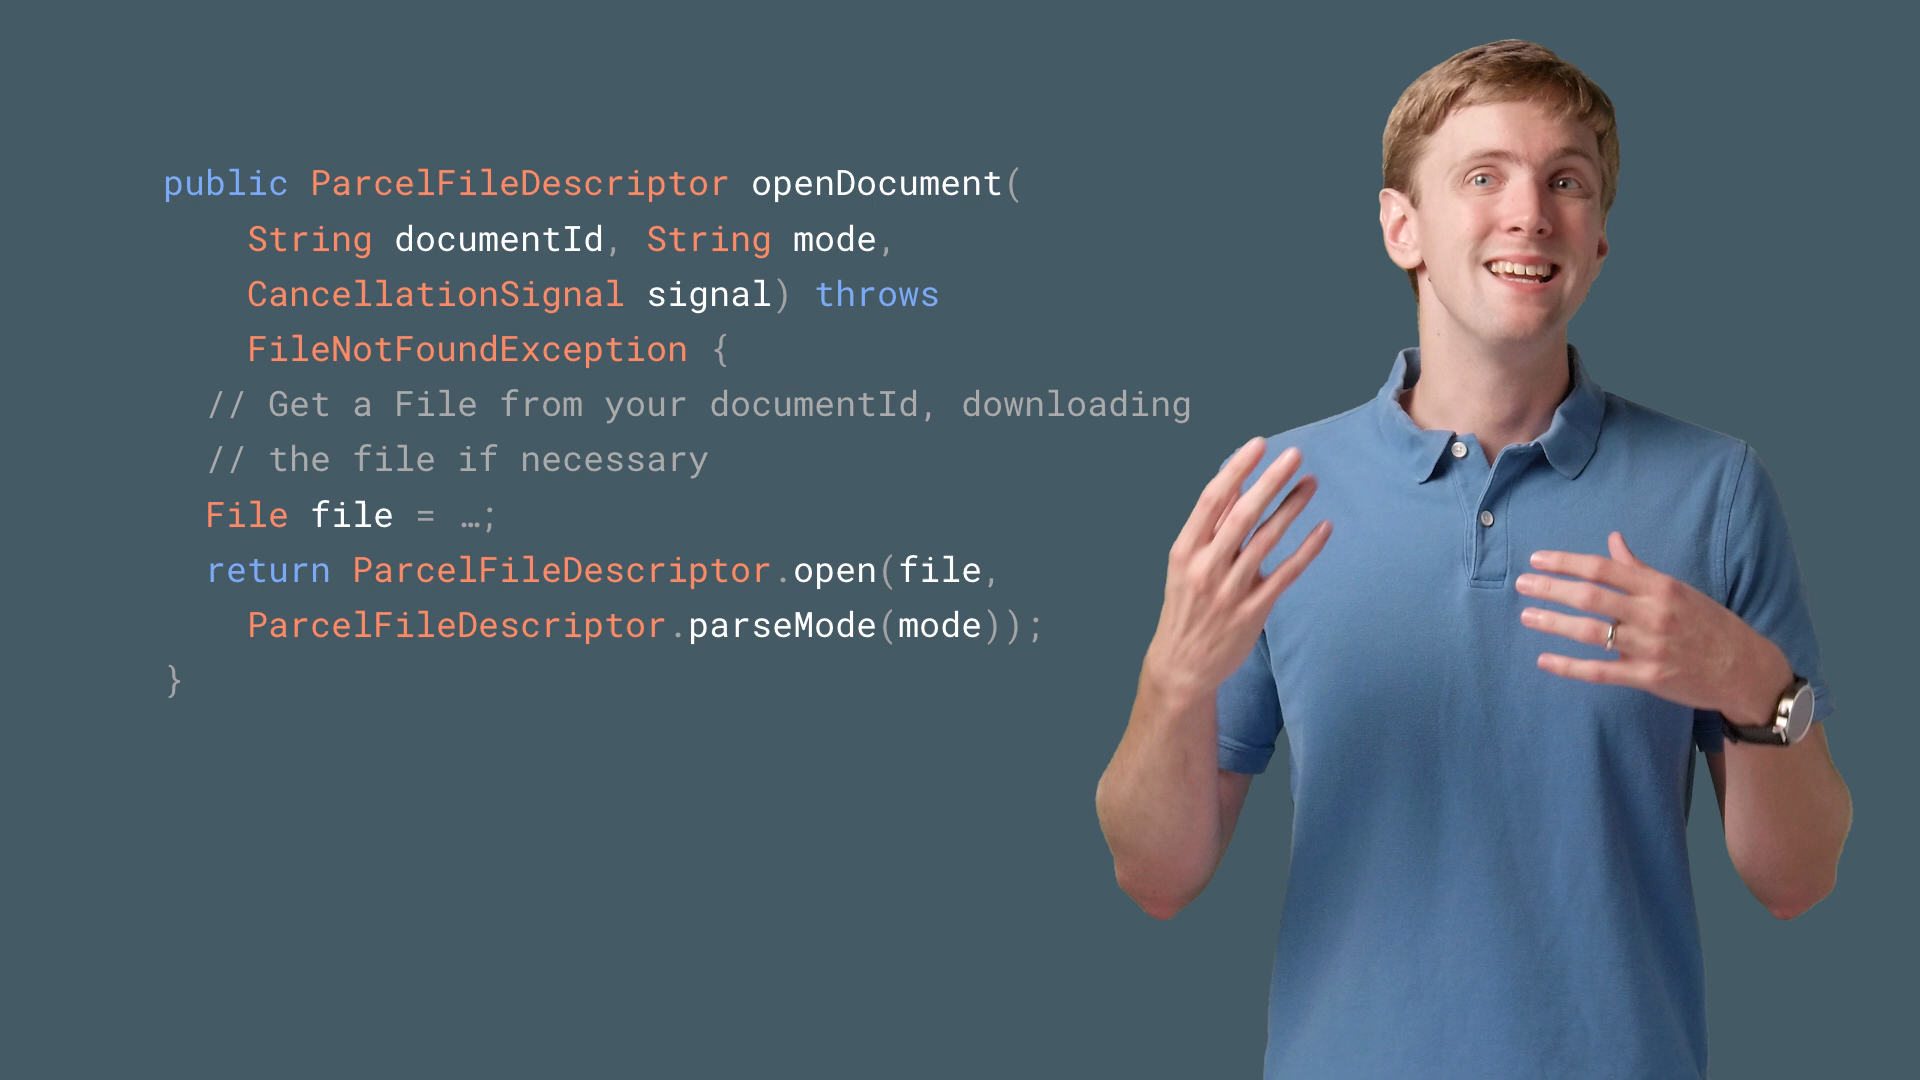 public ParcelFileDescriptor openDocument(
String documentId, String mode,
CancellationSignal signal) throws
FileNotFoundException {
// Get a File from your documentId, downloading
// the file if necessary
File file = …;
return ParcelFileDescriptor.open(file,
ParcelFileDescriptor.parseMode(mode));
}